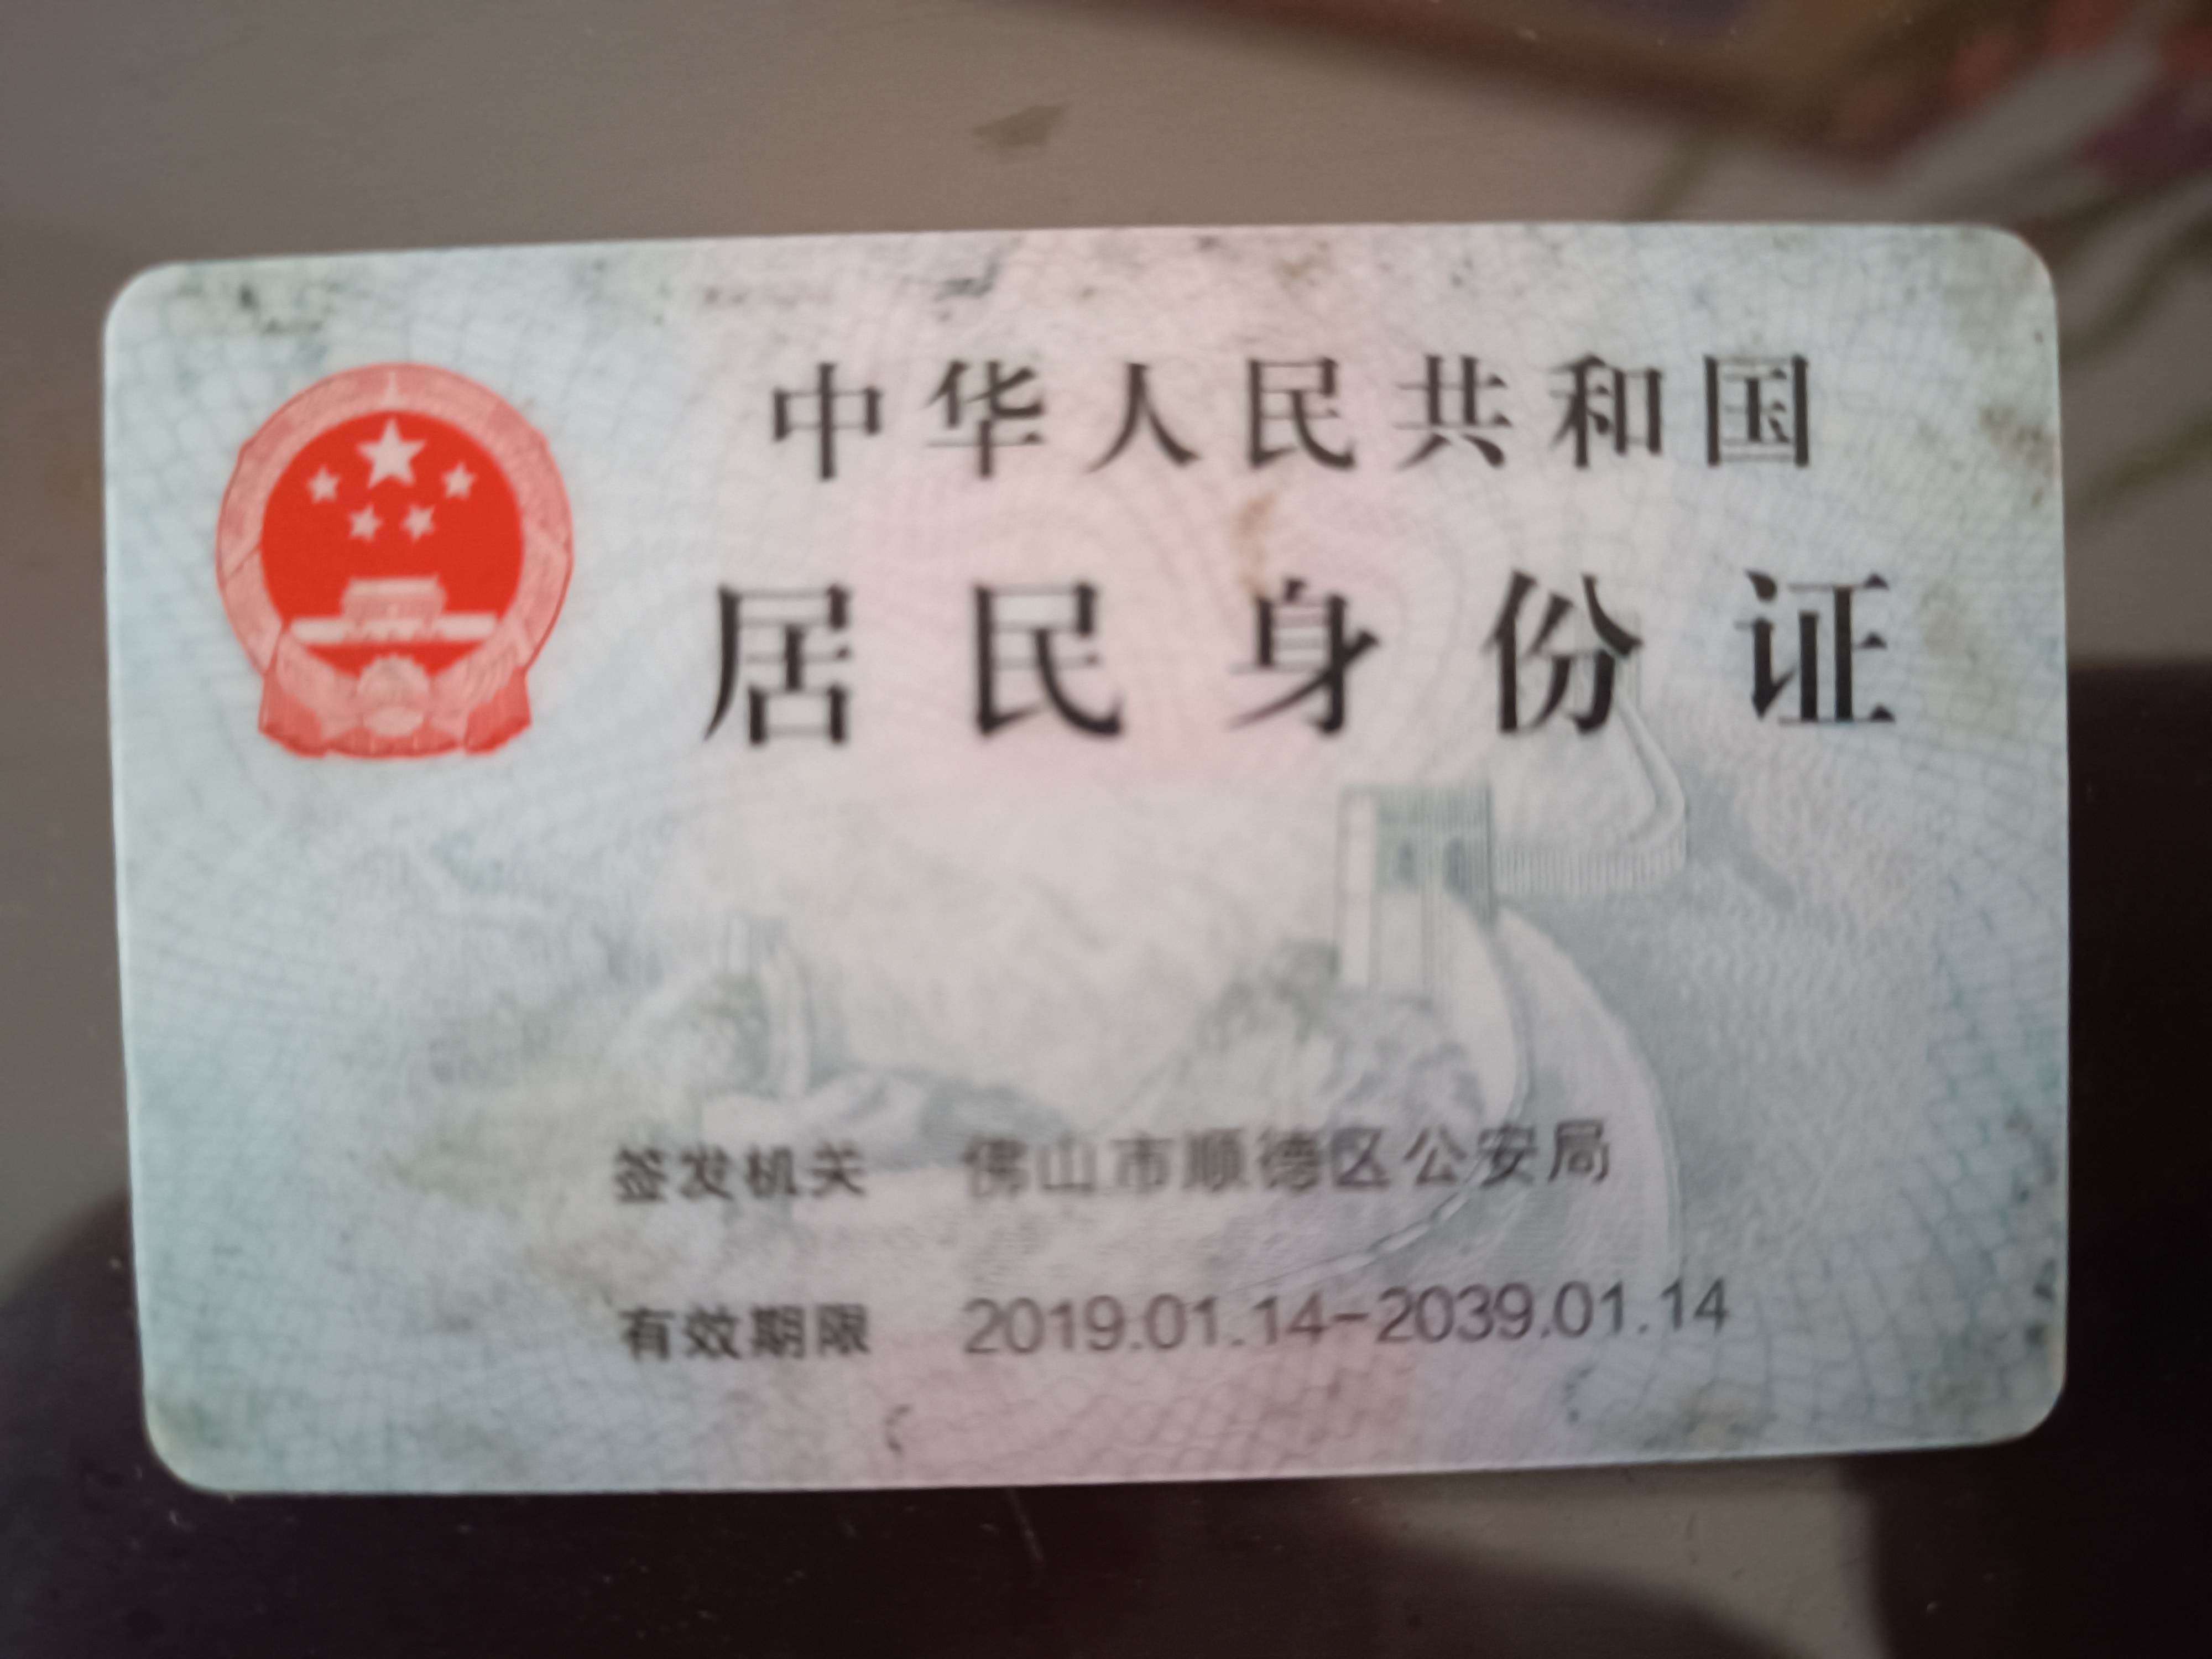 中华人民共和国
居民身份证
签发机关 佛山市顺德区公安局
有效期限 2019.01.14-2039.01.14